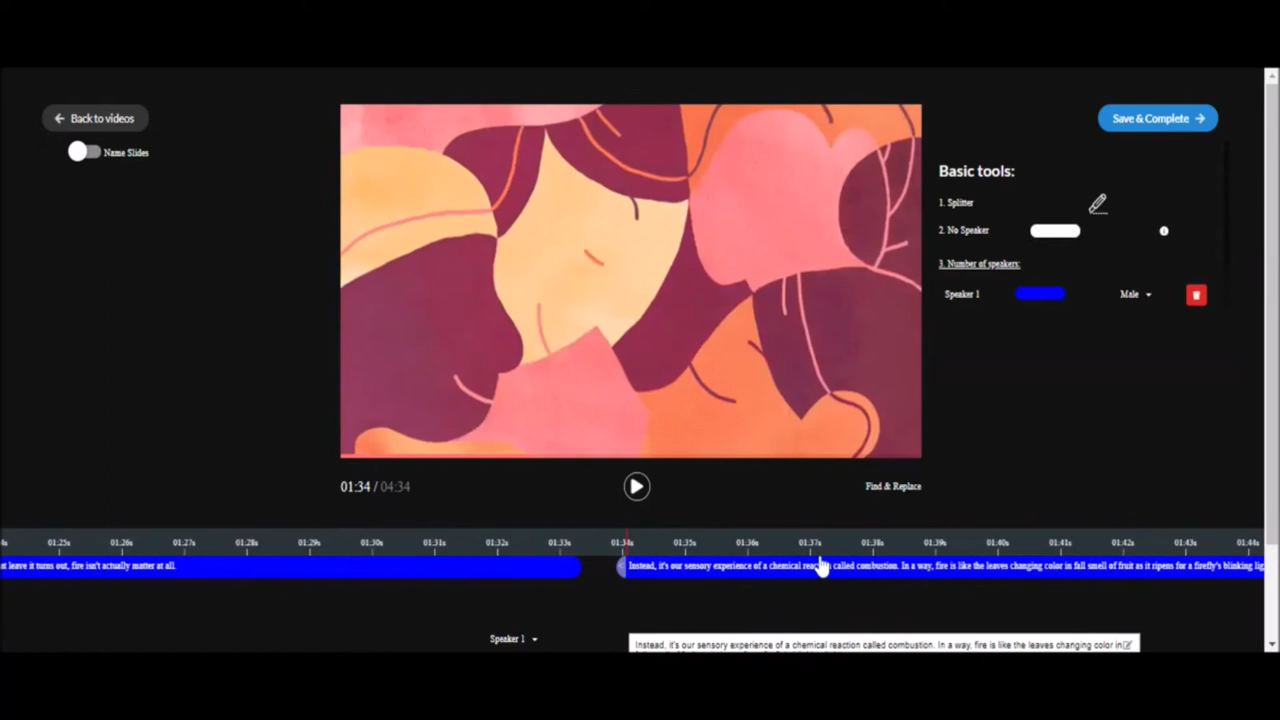 Back to videos
Save & Complete
Name Slides
Basic tools:
1. Splitter
2. No Speaker
3. Number of speakers:
Speaker 1
Male
01:34 / 04:34
Find & Replace
01:25s 01:26s 01:27s 01:28s 01:29s 01:30s 01:31s 01:32s 01:33s 01:34s 01:35s 01:36s 01:37s 01:38s 01:39s 01:40s 01:41s 01:42s 01:43s 01:44s
at leave it turns out, fire isn't actually matter at all.
Instead, it's our sensory experience of a chemical called combustion. In a way, fire is like the leaves changing color in fall smell of fruit as it ripens for a firefly's blinking lig
Speaker 1
Instead, it's our sensory experience of a chemical reaction called combustion. In a way, fire is like the leaves changing color in